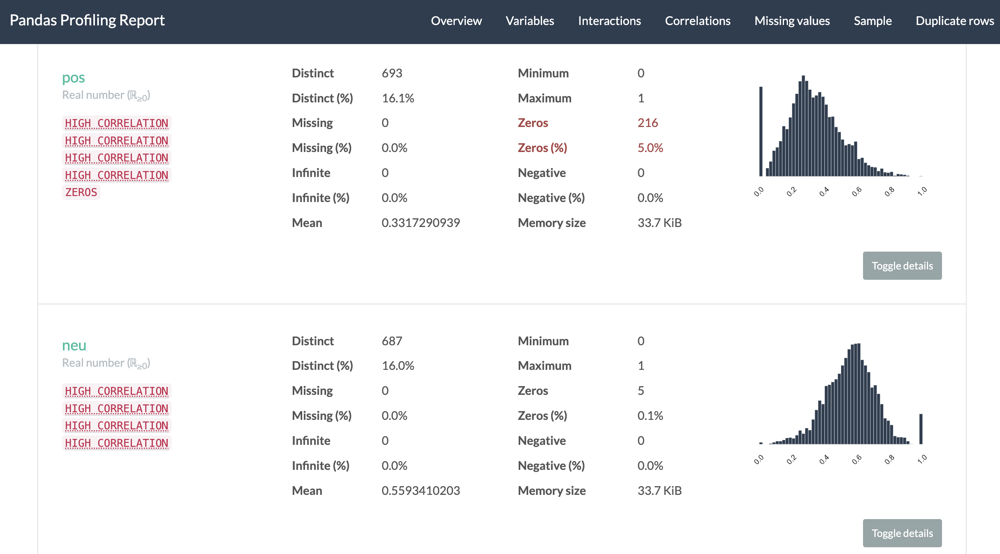 Pandas Profiling Report Overview Variables Interactions Correlations Missing values Sample Duplicate rows
pos
Real number (ℝ≥0)
HIGH CORRELATION
HIGH CORRELATION
HIGH CORRELATION
HIGH CORRELATION
ZEROS
Distinct 693
Distinct (%) 16.1%
Missing 0
Missing (%) 0.0%
Infinite 0
Infinite (%) 0.0%
Mean 0.3317290939
Minimum 0
Maximum 1
Zeros 216
Zeros (%) 5.0%
Negative 0
Negative (%) 0.0%
Memory size 33.7 KiB
0.0 0.2 0.4 0.6 0.8 1.0
Toggle details
neu
Real number (ℝ≥0)
HIGH CORRELATION
HIGH CORRELATION
HIGH CORRELATION
HIGH CORRELATION
Distinct 687
Distinct (%) 16.0%
Missing 0
Missing (%) 0.0%
Infinite 0
Infinite (%) 0.0%
Mean 0.5593410203
Minimum 0
Maximum 1
Zeros 5
Zeros (%) 0.1%
Negative 0
Negative (%) 0.0%
Memory size 33.7 KiB
0.0 0.2 0.4 0.6 0.8 1.0
Toggle details